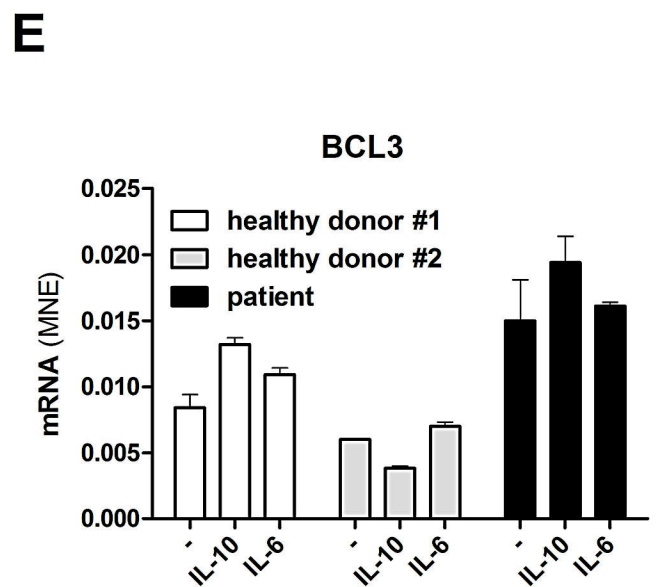 E
BCL3
mRNA (MNE)
0.025
0.020
0.015
0.010
0.005
0.000
healthy donor #1
healthy donor #2
patient
- IL-10 IL-6 - IL-10 IL-6 - IL-10 IL-6